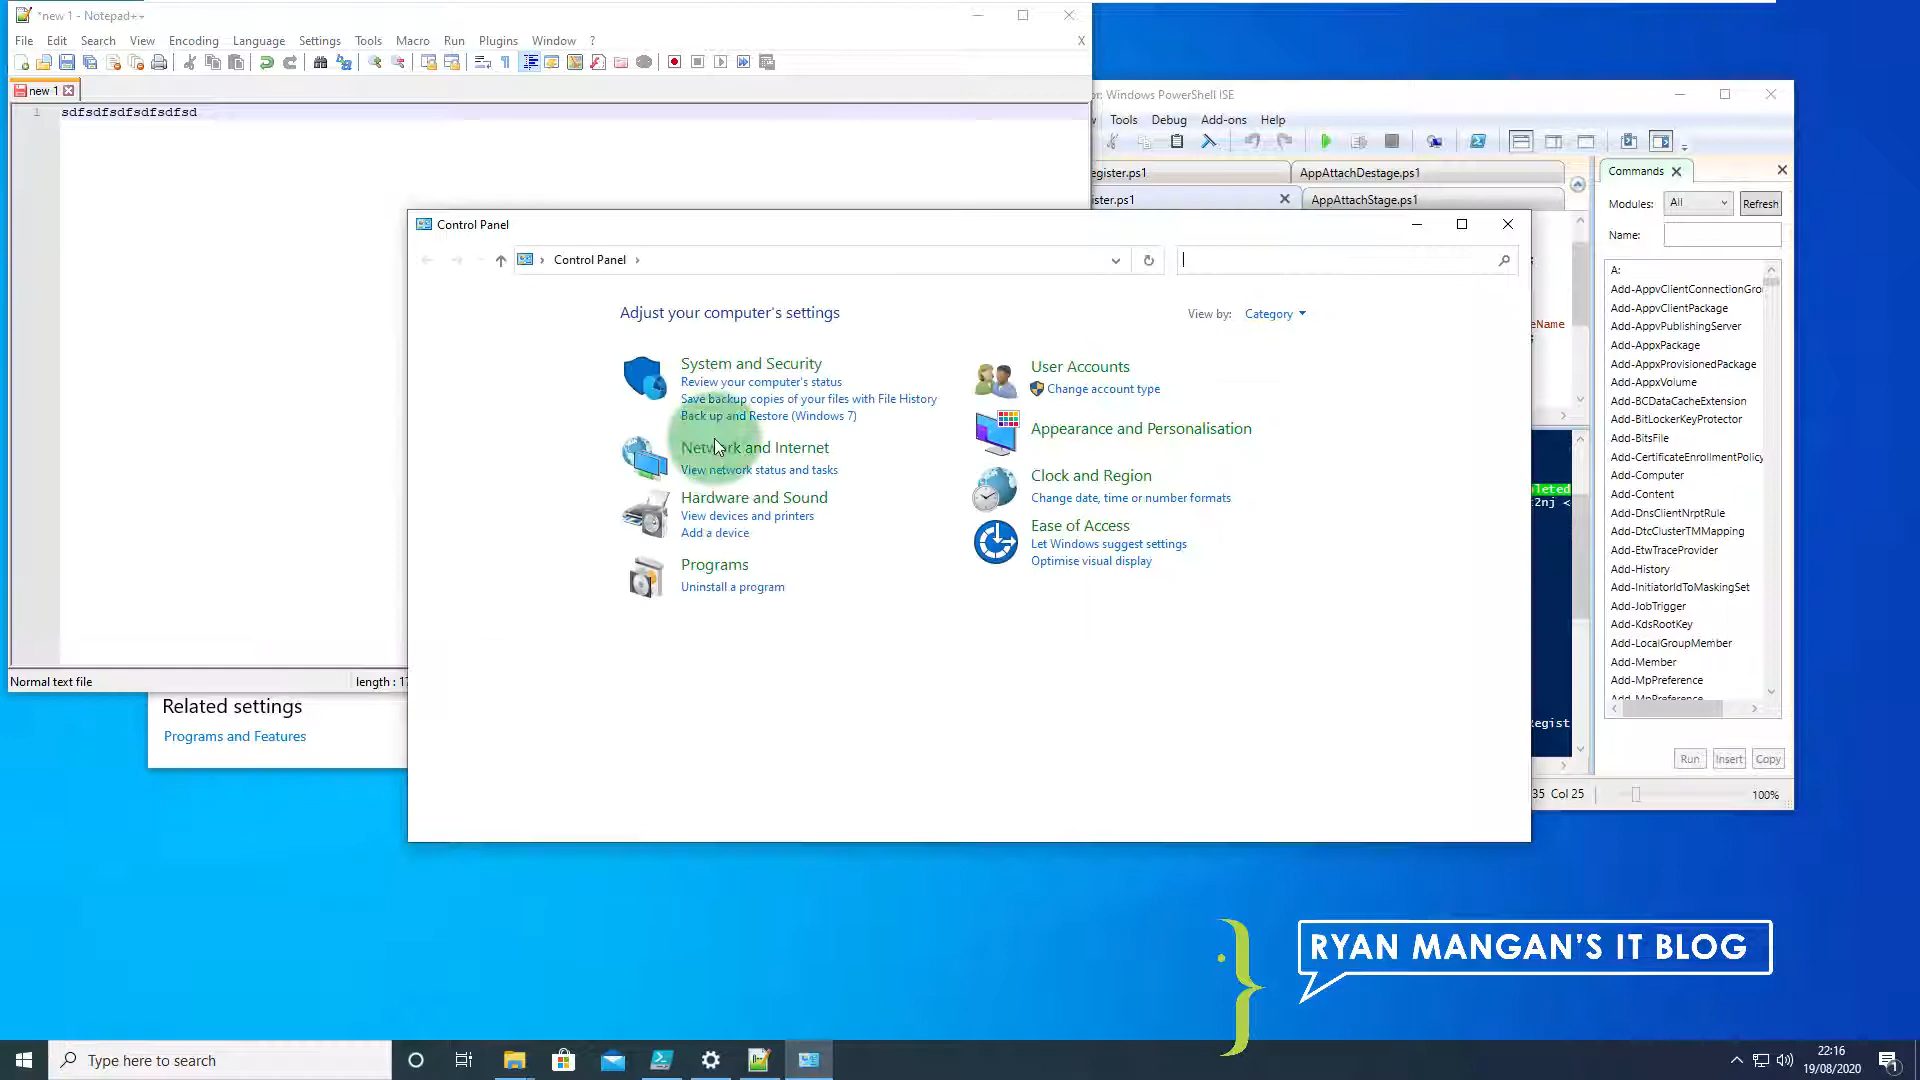 *new 1 - Notepad++
File Edit Search View Encoding Language Settings Tools Macro Run Plugins Window ? X
new 1
1 sdfsdfsdfsdfsdfsd
Normal text file
length : 17
Related settings
Programs and Features
Windows PowerShell ISE
Tools Debug Add-ons Help
egister.ps1
AppAttachDestage.ps1
ster.ps1
AppAttachStage.ps1
Control Panel
Control Panel
Adjust your computer's settings
View by: Category
System and Security
Review your computer's status
Save backup copies of your files with File History
Back up and Restore (Windows 7)
Network and Internet
View network status and tasks
Hardware and Sound
View devices and printers
Add a device
Programs
Uninstall a program
User Accounts
Change account type
Appearance and Personalisation
Clock and Region
Change date, time or number formats
Ease of Access
Let Windows suggest settings
Optimise visual display
eName
leted
2nj <
Regist
35 Col 25
100%
Commands
Modules: All Refresh
Name:
A:
Add-AppvClientConnectionGro
Add-AppvClientPackage
Add-AppvPublishingServer
Add-AppxPackage
Add-AppxProvisionedPackage
Add-AppxVolume
Add-BCDataCacheExtension
Add-BitLockerKeyProtector
Add-BitsFile
Add-CertificateEnrollmentPolicy
Add-Computer
Add-Content
Add-DnsClientNrptRule
Add-DtcClusterTMMapping
Add-EtwTraceProvider
Add-History
Add-InitiatorIdToMaskingSet
Add-JobTrigger
Add-KdsRootKey
Add-LocalGroupMember
Add-Member
Add-MpPreference
Add-MpPreference
Run Insert Copy
RYAN MANGAN'S IT BLOG
Type here to search
22:16
19/08/2020
1